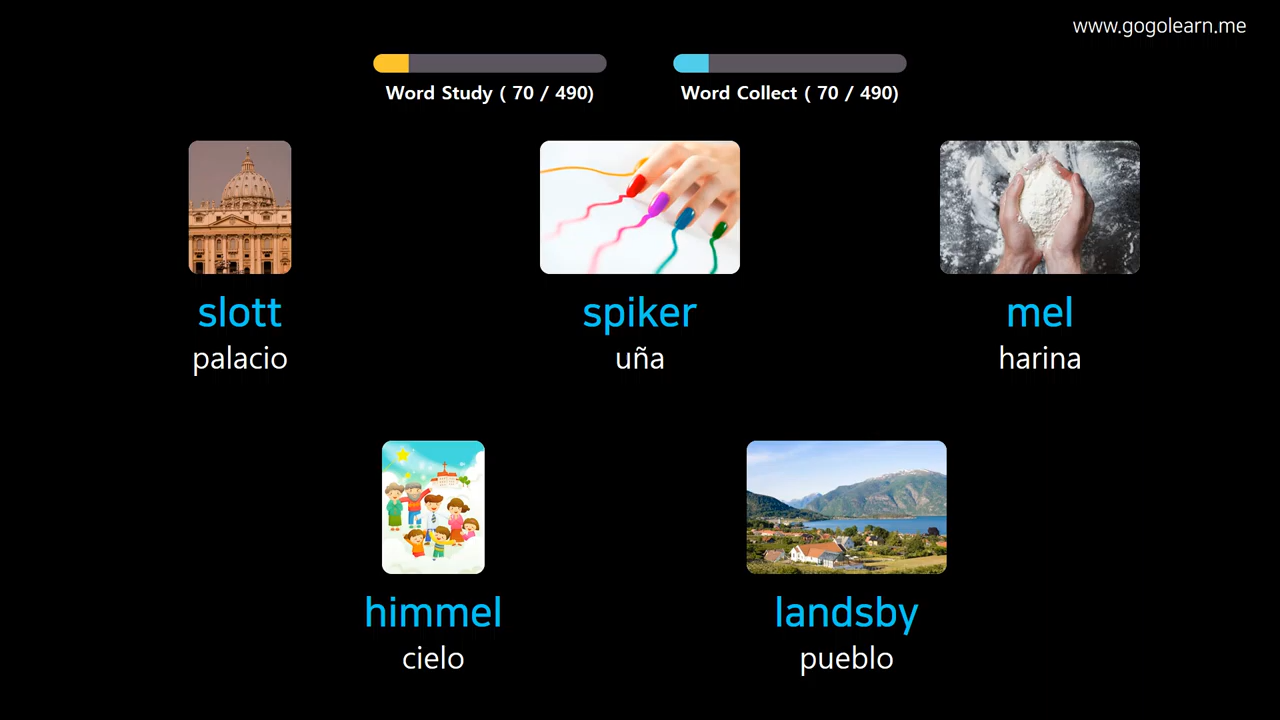 www.gogolearn.me
Word Study ( 70 / 490)
Word Collect ( 70 / 490)
slott
palacio
spiker
uña
mel
harina
himmel
cielo
landsby
pueblo